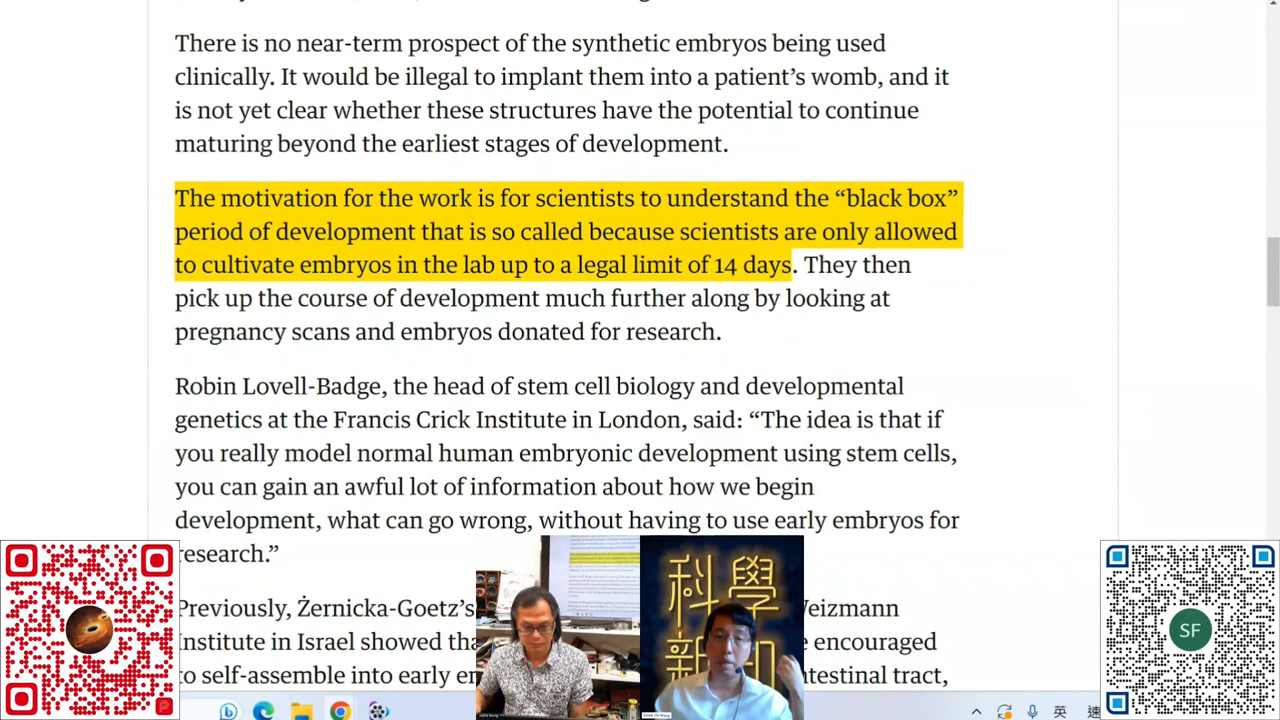 There is no near-term prospect of the synthetic embryos being used
clinically. It would be illegal to implant them into a patient’s womb, and it
is not yet clear whether these structures have the potential to continue
maturing beyond the earliest stages of development.
The motivation for the work is for scientists to understand the “black box”
period of development that is so called because scientists are only allowed
to cultivate embryos in the lab up to a legal limit of 14 days. They then
pick up the course of development much further along by looking at
pregnancy scans and embryos donated for research.
Robin Lovell-Badge, the head of stem cell biology and developmental
genetics at the Francis Crick Institute in London, said: “The idea is that if
you really model normal human embryonic development using stem cells,
you can gain an awful lot of information about how we begin
development, what can go wrong, without having to use early embryos for
research.”
Previously,
Weizmann
Institute in Israel showed
encouraged
to self-assemble into early
intestinal tract,
科學
新知
SF
英
速